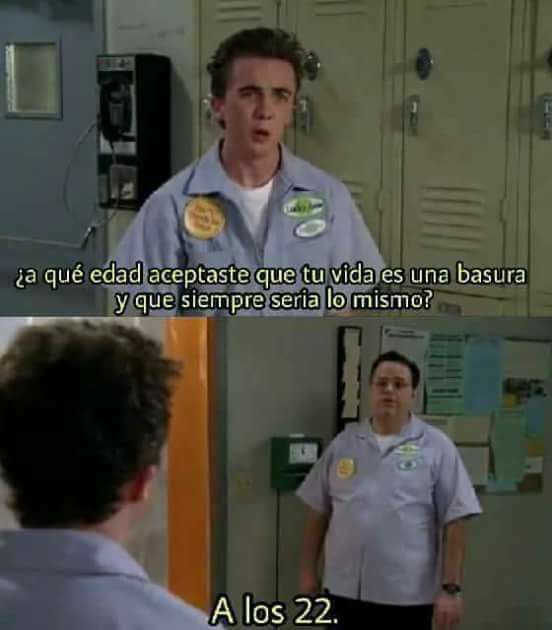 ¿a qué edad aceptaste que tu vida es una basura
y que siempre seria lo mismo?
A los 22.